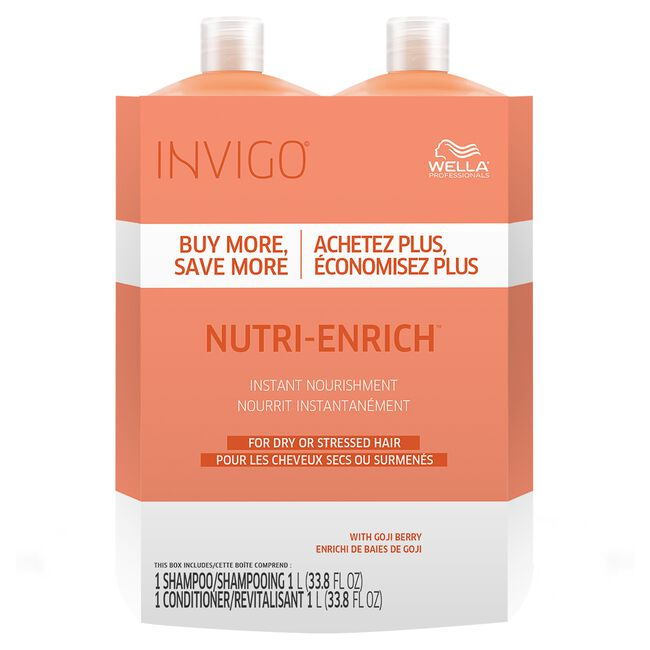 INVIGO®
WELLA®
PROFESSIONALS
BUY MORE,
SAVE MORE
ACHETEZ PLUS,
ÉCONOMISEZ PLUS
NUTRI-ENRICH™
INSTANT NOURISHMENT
NOURRIT INSTANTANÉMENT
FOR DRY OR STRESSED HAIR
POUR LES CHEVEUX SECS OU SURMENÉS
WITH GOJI BERRY
ENRICHI DE BAIES DE GOJI
THIS BOX INCLUDES/CETTE BOÎTE COMPREND :
1 SHAMPOO/SHAMPOOING 1 L (33.8 FL OZ)
1 CONDITIONER/REVITALISANT 1 L (33.8 FL OZ)